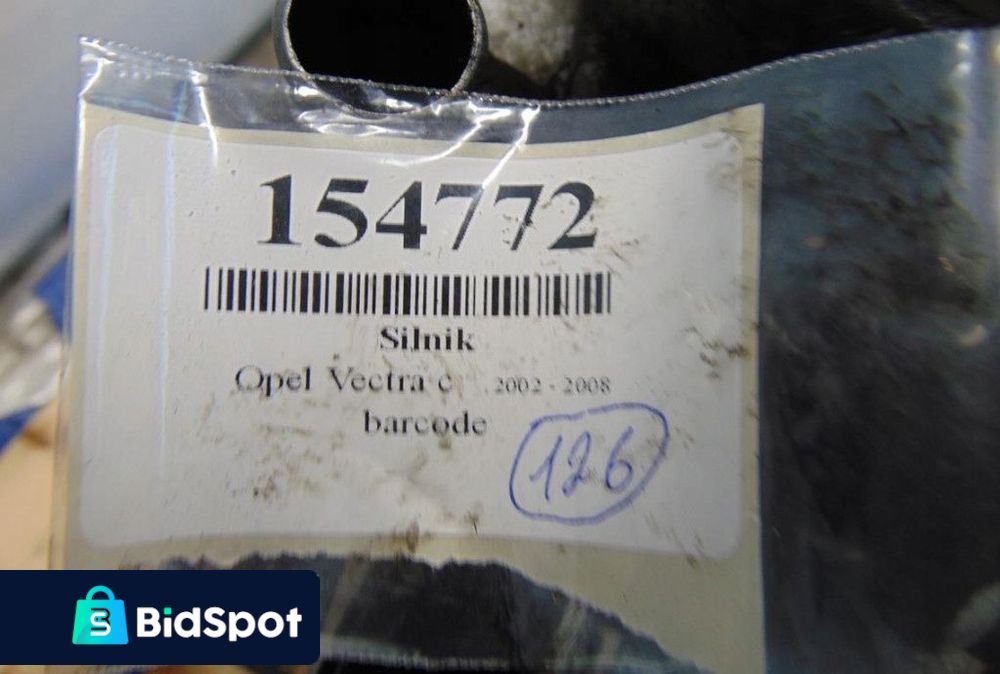 154772
Silnik
Opel Vectra c 2002 - 2008
barcode
126
BidSpot